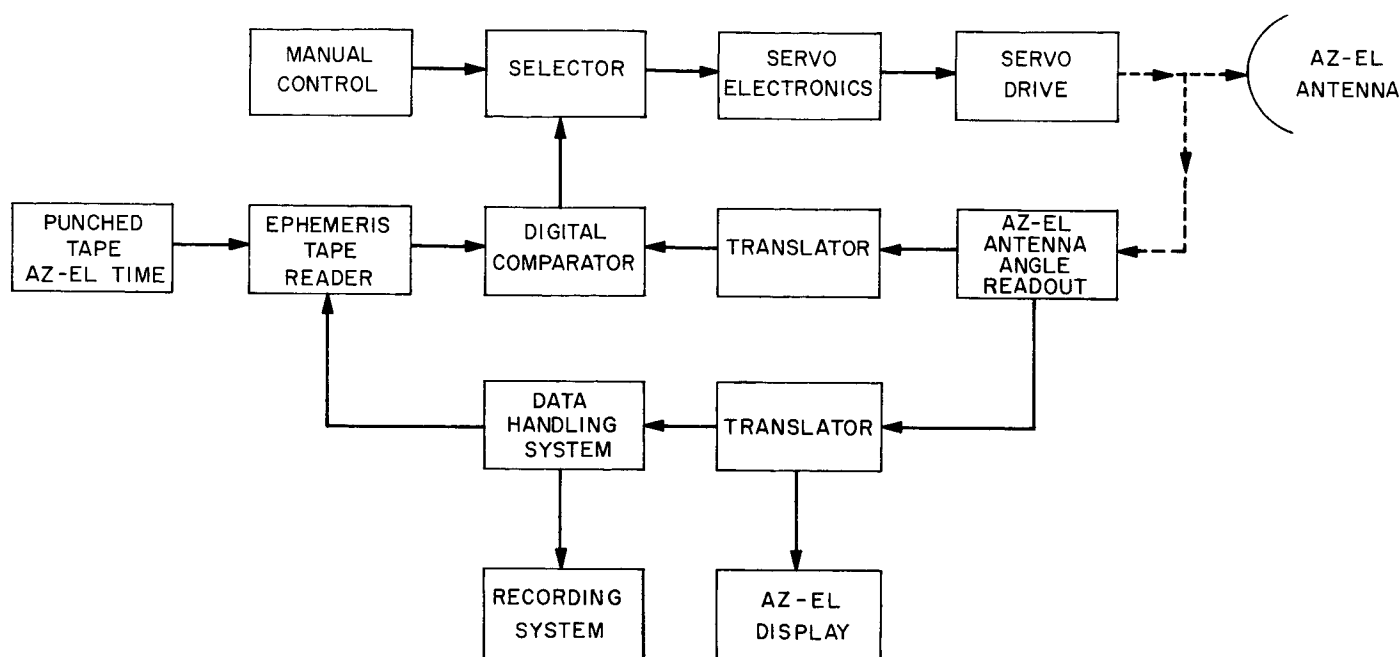 MANUAL
CONTROL
SELECTOR
SERVO
ELECTRONICS
SERVO
DRIVE
AZ-EL
ANTENNA
PUNCHED
TAPE
AZ-EL TIME
EPHEMERIS
TAPE
READER
DIGITAL
COMPARATOR
TRANSLATOR
AZ-EL
ANTENNA
ANGLE
READOUT
DATA
HANDLING
SYSTEM
TRANSLATOR
RECORDING
SYSTEM
AZ-EL
DISPLAY